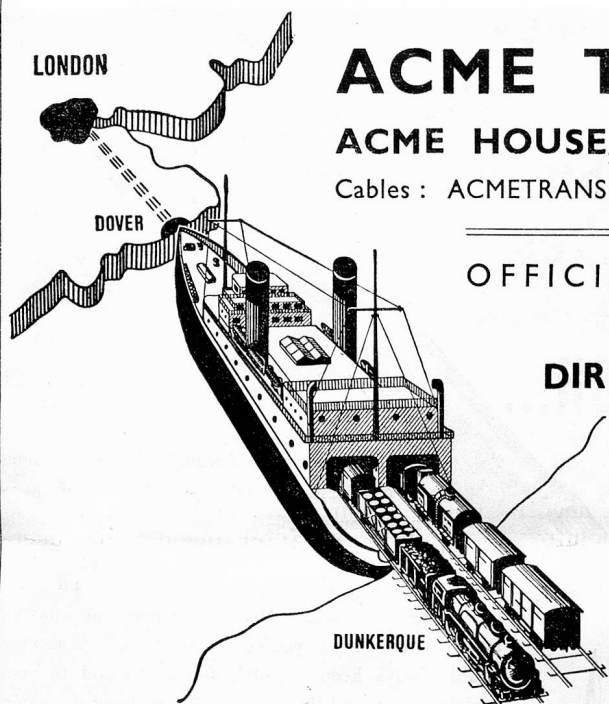 LONDON
ACME T
ACME HOUSE
Cables : ACMETRANS
DOVER
OFFICI
DIR
DUNKERQUE